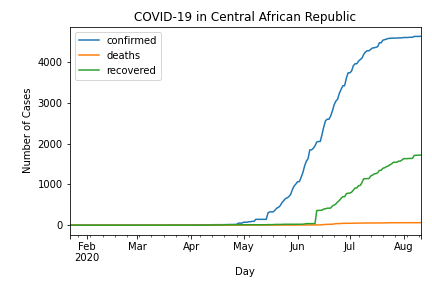 COVID-19 in Central African Republic
confirmed
deaths
recovered
Number of Cases
4000
3000
2000
1000
0
Feb Mar Apr May Jun Jul Aug
2020
Day